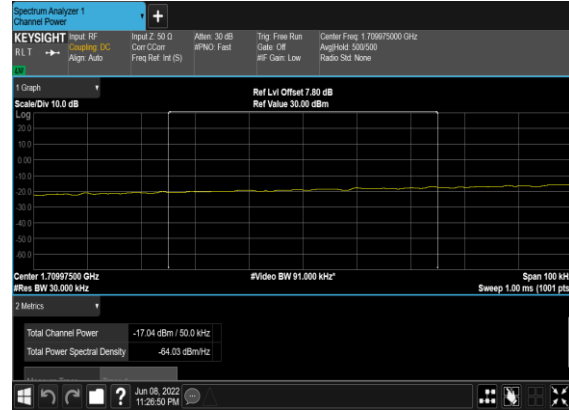 Spectrum Analyzer 1
Channel Power
KEYSIGHT
RLT
Input: RF
Coupling: DC
Align: Auto
Input Z: 50 Ω
Corr CCorr
Freq Ref: Int (S)
Atten: 30 dB
#PNO: Fast
Trig: Free Run
Gate: Off
#IF Gain: Low
Center Freq: 1.709975000 GHz
Avg|Hold: 500/500
Radio Std: None
1 Graph
Scale/Div 10.0 dB
Ref Lvl Offset 7.80 dB
Ref Value 30.00 dBm
Log
20.0
10.0
0.00
-10.0
-20.0
-30.0
-40.0
-50.0
-60.0
Center 1.70997500 GHz
#Res BW 30.000 kHz
#Video BW 91.000 kHz*
Span 100 kH
Sweep 1.00 ms (1001 pts
2 Metrics
Total Channel Power -17.04 dBm / 50.0 kHz
Total Power Spectral Density -64.03 dBm/Hz
?
Jun 08, 2022
11:26:50 PM